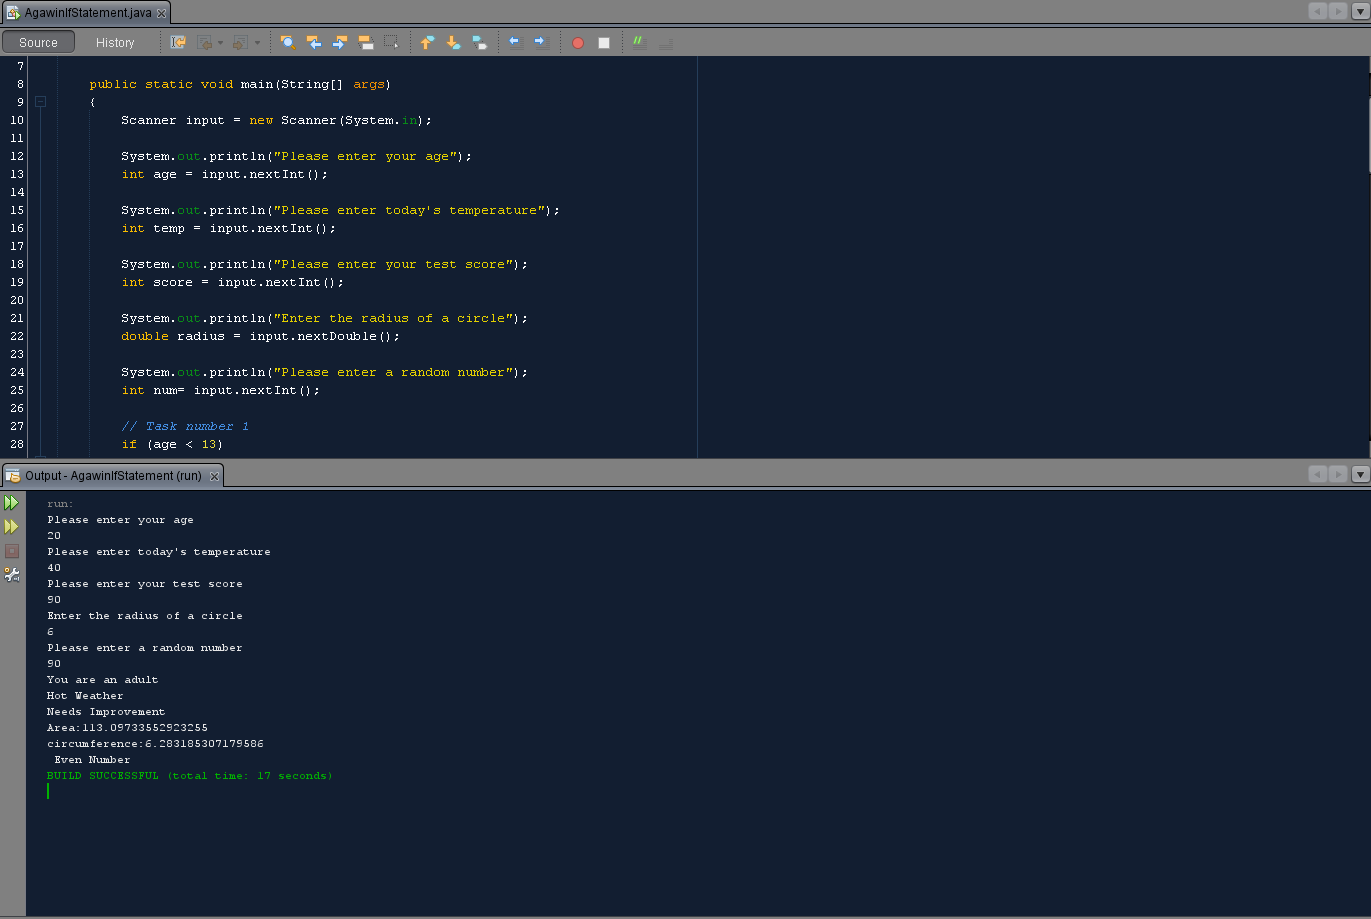 AgawinIfStatement.java
Source History
7
8 public static void main(String[] args)
9 {
10 Scanner input = new Scanner(System.in);
11
12 System.out.println("Please enter your age");
13 int age = input.nextInt();
14
15 System.out.println("Please enter today's temperature");
16 int temp = input.nextInt();
17
18 System.out.println("Please enter your test score");
19 int score = input.nextInt();
20
21 System.out.println("Enter the radius of a circle");
22 double radius = input.nextDouble();
23
24 System.out.println("Please enter a random number");
25 int num= input.nextInt();
26
27 // Task number 1
28 if (age < 13)
Output - AgawinIfStatement (run)
run:
Please enter your age
20
Please enter today's temperature
40
Please enter your test score
90
Enter the radius of a circle
6
Please enter a random number
90
You are an adult
Hot Weather
Needs Improvement
Area:113.09733552923255
circumference:6.283185307179586
Even Number
BUILD SUCCESSFUL (total time: 17 seconds)